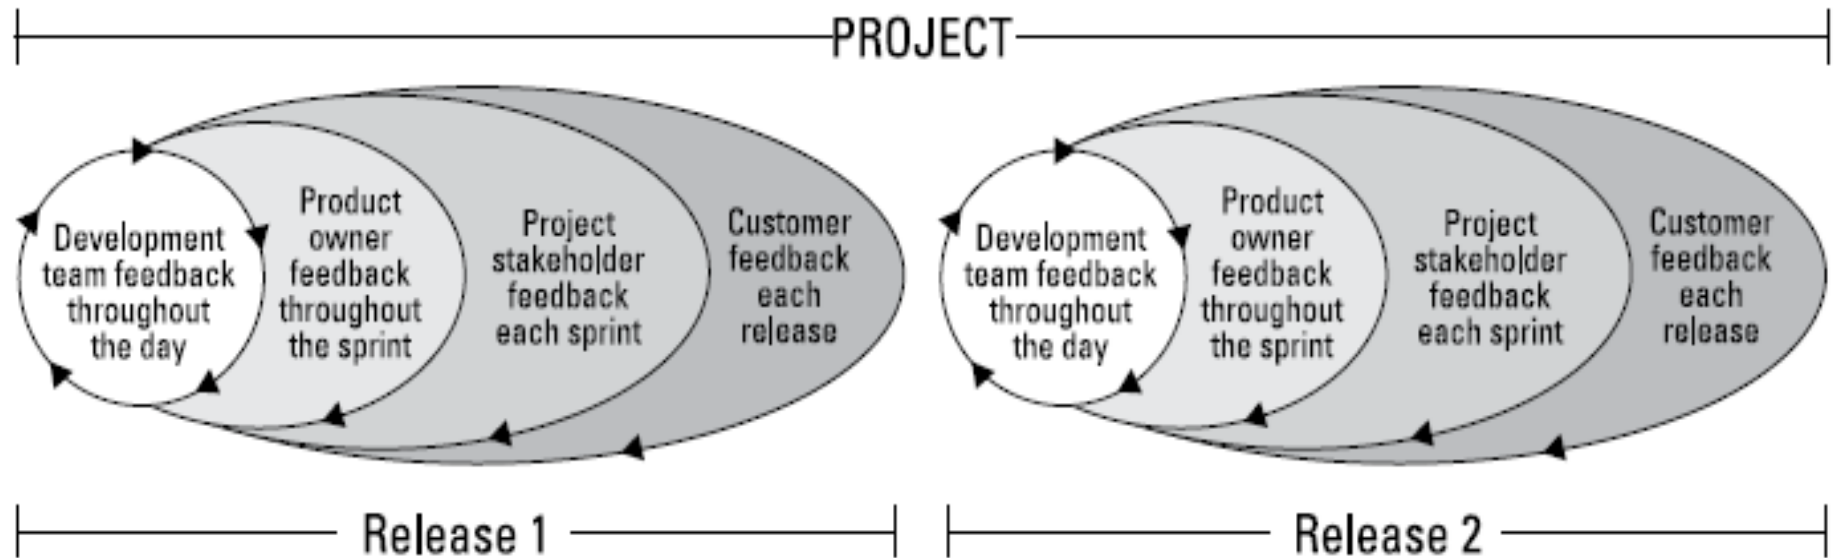 PROJECT
Development
team feedback
throughout
the day
Product
owner
feedback
throughout
the sprint
Project
stakeholder
feedback
each sprint
Customer
feedback
each
release
Development
team feedback
throughout
the day
Product
owner
feedback
throughout
the sprint
Project
stakeholder
feedback
each sprint
Customer
feedback
each
release
Release 1
Release 2